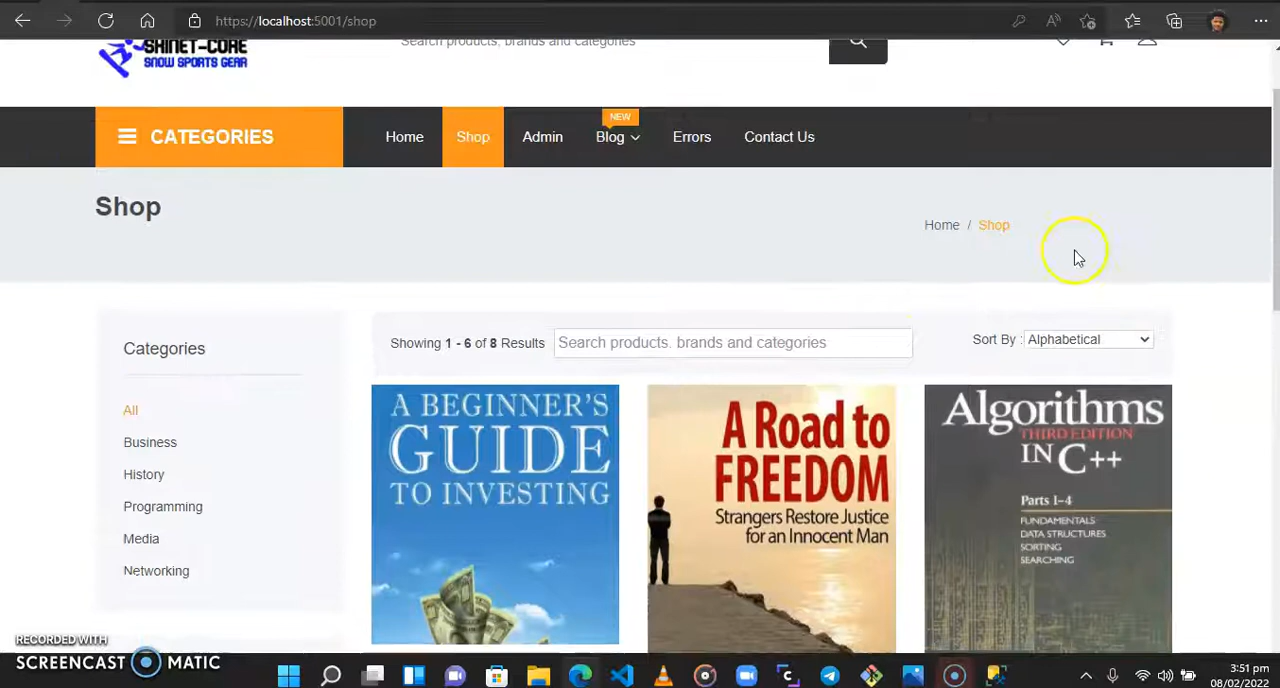 https://localhost:5001/shop
SKINET-CORE
SNOW SPORTS GEAR
Search products, brands and categories
CATEGORIES
Home
Shop
Admin
NEW
Blog
Errors
Contact Us
Shop
Home / Shop
Categories
All
Business
History
Programming
Media
Networking
Showing 1 - 6 of 8 Results
Search products, brands and categories
Sort By : Alphabetical
A BEGINNER'S
GUIDE
TO INVESTING
A Road to
FREEDOM
Strangers Restore Justice
for an Innocent Man
Algorithms
THIRD EDITION
IN C++
Parts 1-4
FUNDAMENTALS
DATA STRUCTURES
SORTING
SEARCHING
RECORDED WITH
SCREENCAST MATIC
3:51 pm
08/02/2022